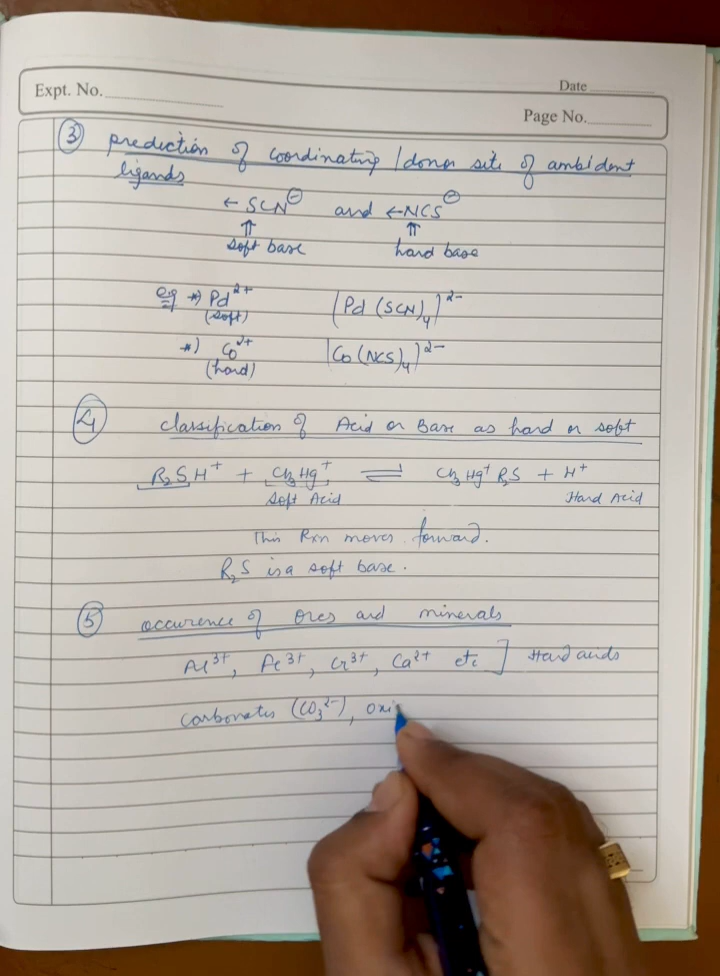 Expt. No.
Date
Page No.
③ prediction of coordinating / donor site of ambident
ligands
← SCN⊖ and ←NCS⊖
⇑ ⇑
soft base hard base
eg *) Pd²⁺ [Pd (SCN)₄]²⁻
(soft)
*) Co²⁺ [Co (NCS)₄]²⁻
(hard)
④ classification of Acid or Base as hard or soft
R₂SH⁺ + CH₃Hg⁺ ⇌ CH₃Hg⁺R₂S + H⁺
Soft Acid Hard Acid
This Rxn moves forward.
R₂S is a soft base.
⑤ occurence of ores and minerals
Al³⁺, Fe³⁺, Cr³⁺, Ca²⁺ etc ] Hard acids
Carbonates (CO₃²⁻), oxi